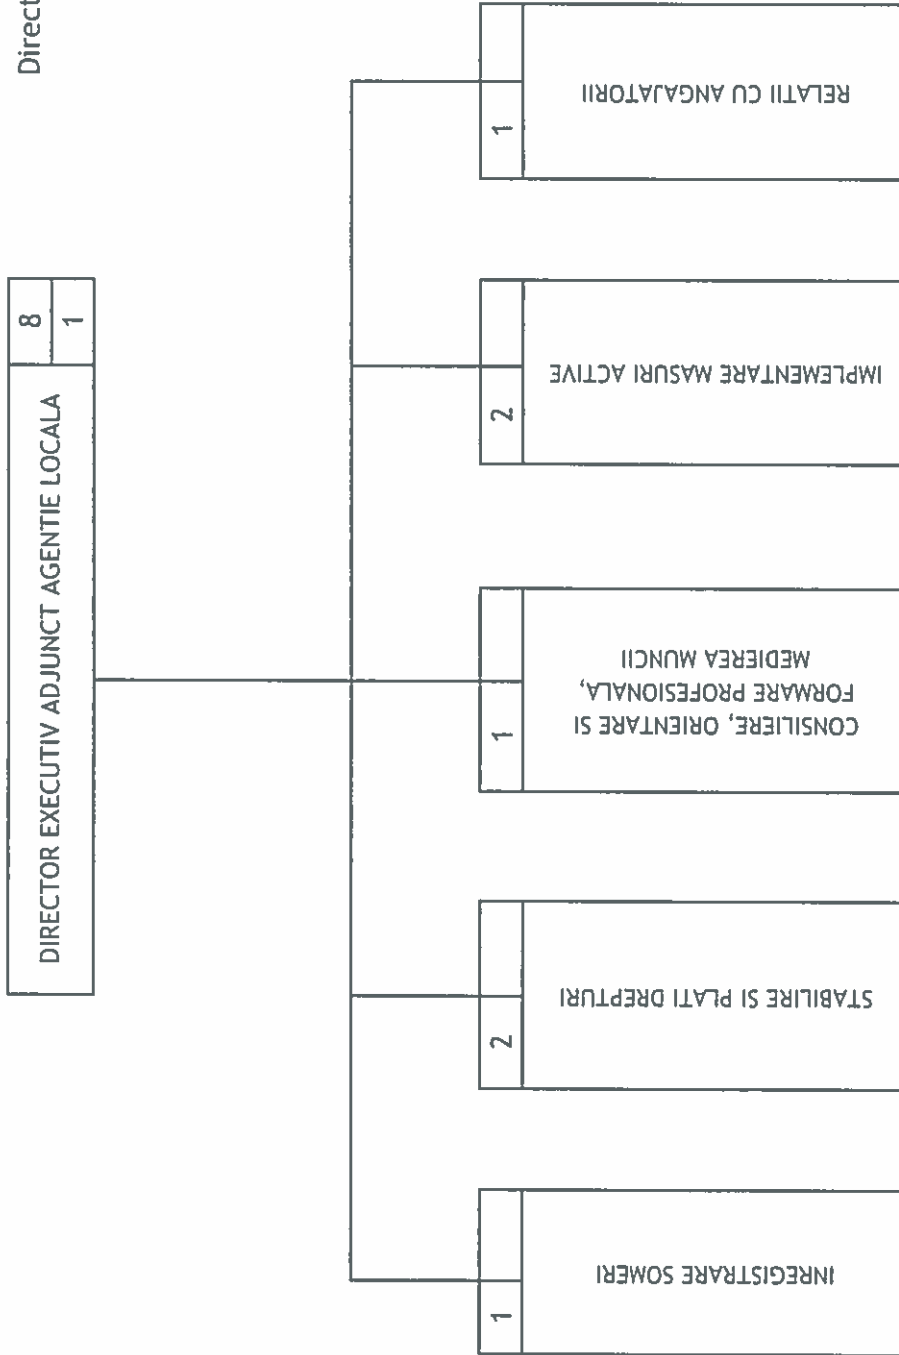 Direct
DIRECTOR EXECUTIV ADJUNCT AGENTIE LOCALA
8
1
1
INREGISTRARE SOMERI
2
STABILIRE SI PLATI DREPTURI
1
CONSILIERE, ORIENTARE SI
FORMARE PROFESIONALA,
MEDIEREA MUNCII
2
IMPLEMENTARE MASURI ACTIVE
1
RELATII CU ANGAJATORII